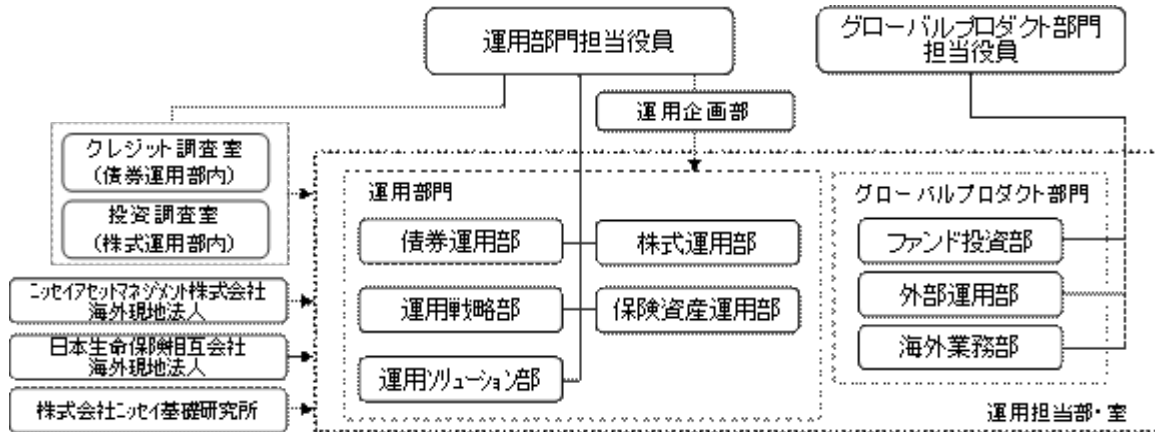 運用部門担当役員
グローバルプロダクト部門
担当役員
運用企画部
クレジット調査室
(債券運用部内)
投資調査室
(株式運用部内)
ニッセイアセットマネジメント株式会社
海外現地法人
日本生命保険相互会社
海外現地法人
株式会社ニッセイ基礎研究所
運用部門
債券運用部
株式運用部
運用戦略部
保険資産運用部
運用ソリューション部
グローバルプロダクト部門
ファンド投資部
外部運用部
海外業務部
運用担当部・室